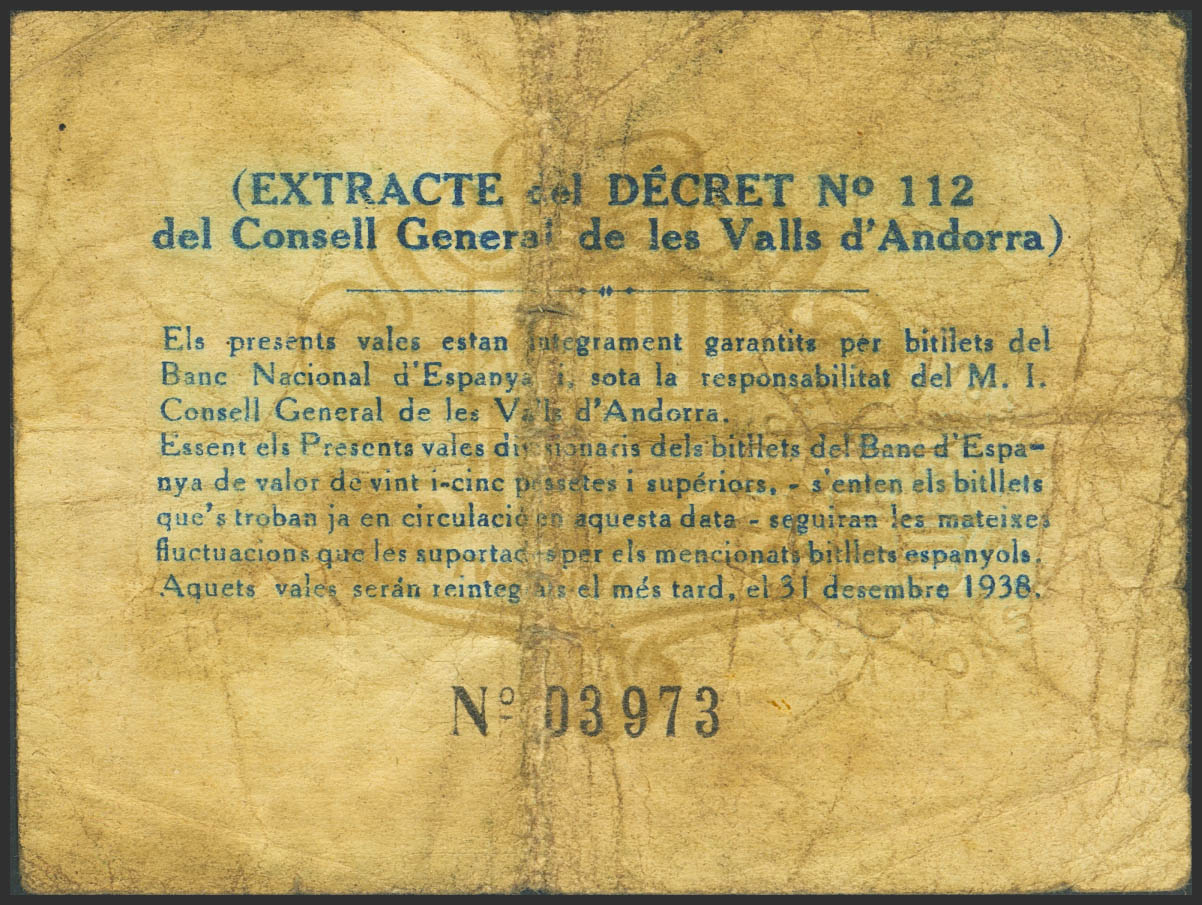 (EXTRACTE del DÉCRET Nº 112
del Consell General de les Valls d'Andorra)
Els presents vales estan integrament garantits per bitllets del
Banc Nacional d'Espanya i, sota la responsabilitat del M. I.
Consell General de les Valls d'Andorra.
Essent els Presents vales divisionaris dels bitllets del Banc d'Espa-
nya de valor de vint i-cinc pessetes i supériors, - s'enten els bitllets
que's troban ja en circulació en aquesta data - seguiran les mateixes
fluctuacions que les suportades per els mencionats bitllets espanyols.
Aquets vales serán reintegrats el més tard, el 31 desembre 1938.
Nº 03973